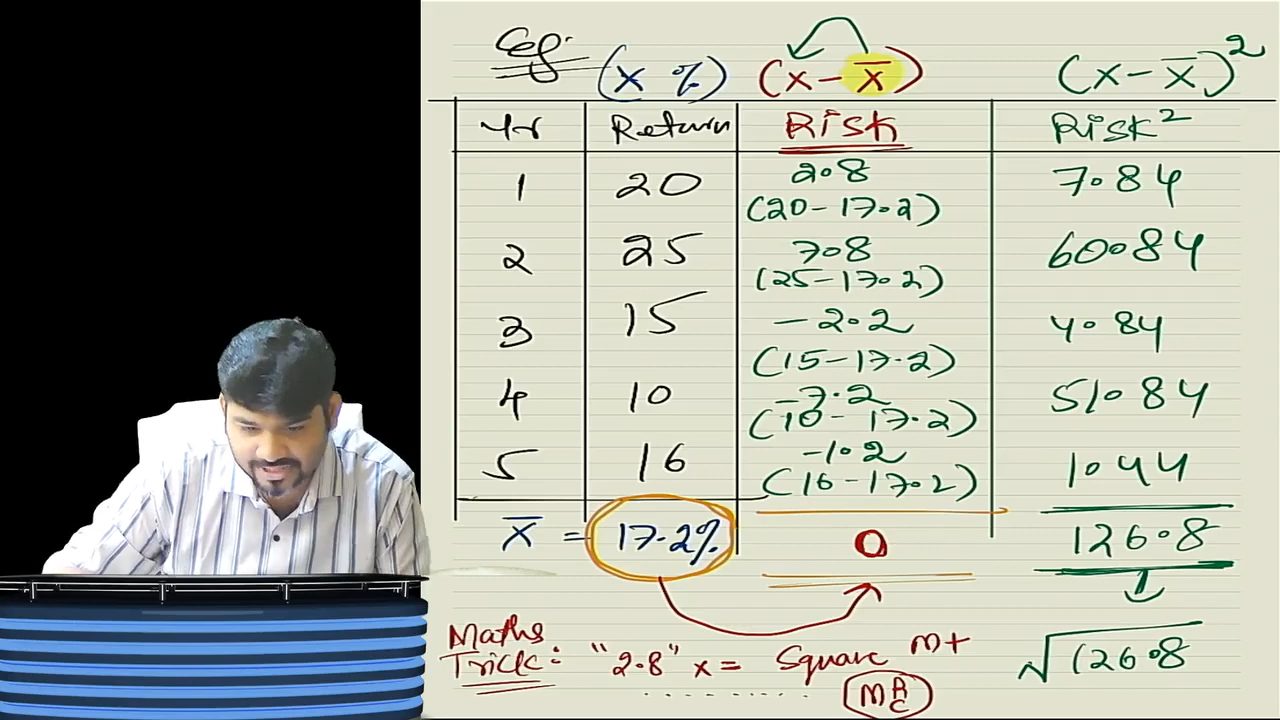 Eg:
(x %) (x - x̄) (x - x̄)²
Yr Return Risk Risk²
1 20 2.8 7.84
(20-17.2)
2 25 7.8 60.84
(25-17.2)
3 15 -2.2 4.84
(15-17.2)
4 10 -7.2 51.84
(10-17.2)
5 16 -1.2 1.44
(16-17.2)
x̄ = 17.2% 0 126.8
Maths
Trick: "2.8" x = Square M+
MRC
√126.8